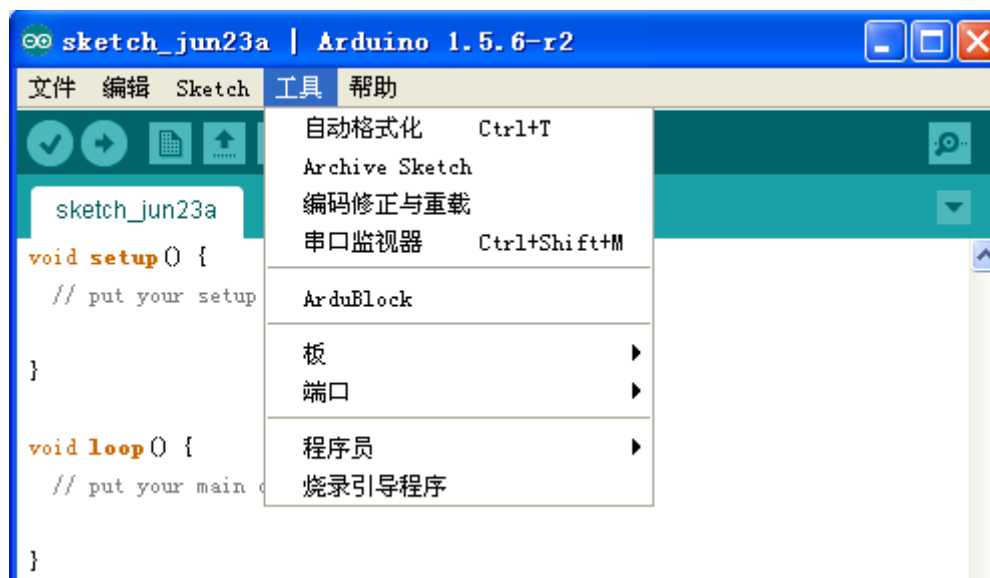 sketch_jun23a | Arduino 1.5.6-r2
文件 编辑 Sketch 工具 帮助
自动格式化 Ctrl+T
Archive Sketch
编码修正与重载
串口监视器 Ctrl+Shift+M
ArduBlock
板
端口
程序员
烧录引导程序
sketch_jun23a
void setup() {
// put your setup
}
void loop() {
// put your main
}